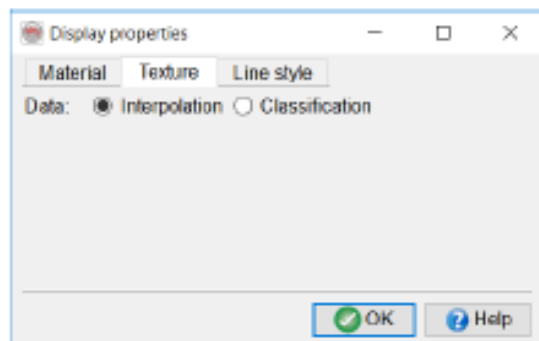 Display properties
Material Texture Line style
Data: Interpolation Classification
OK Help